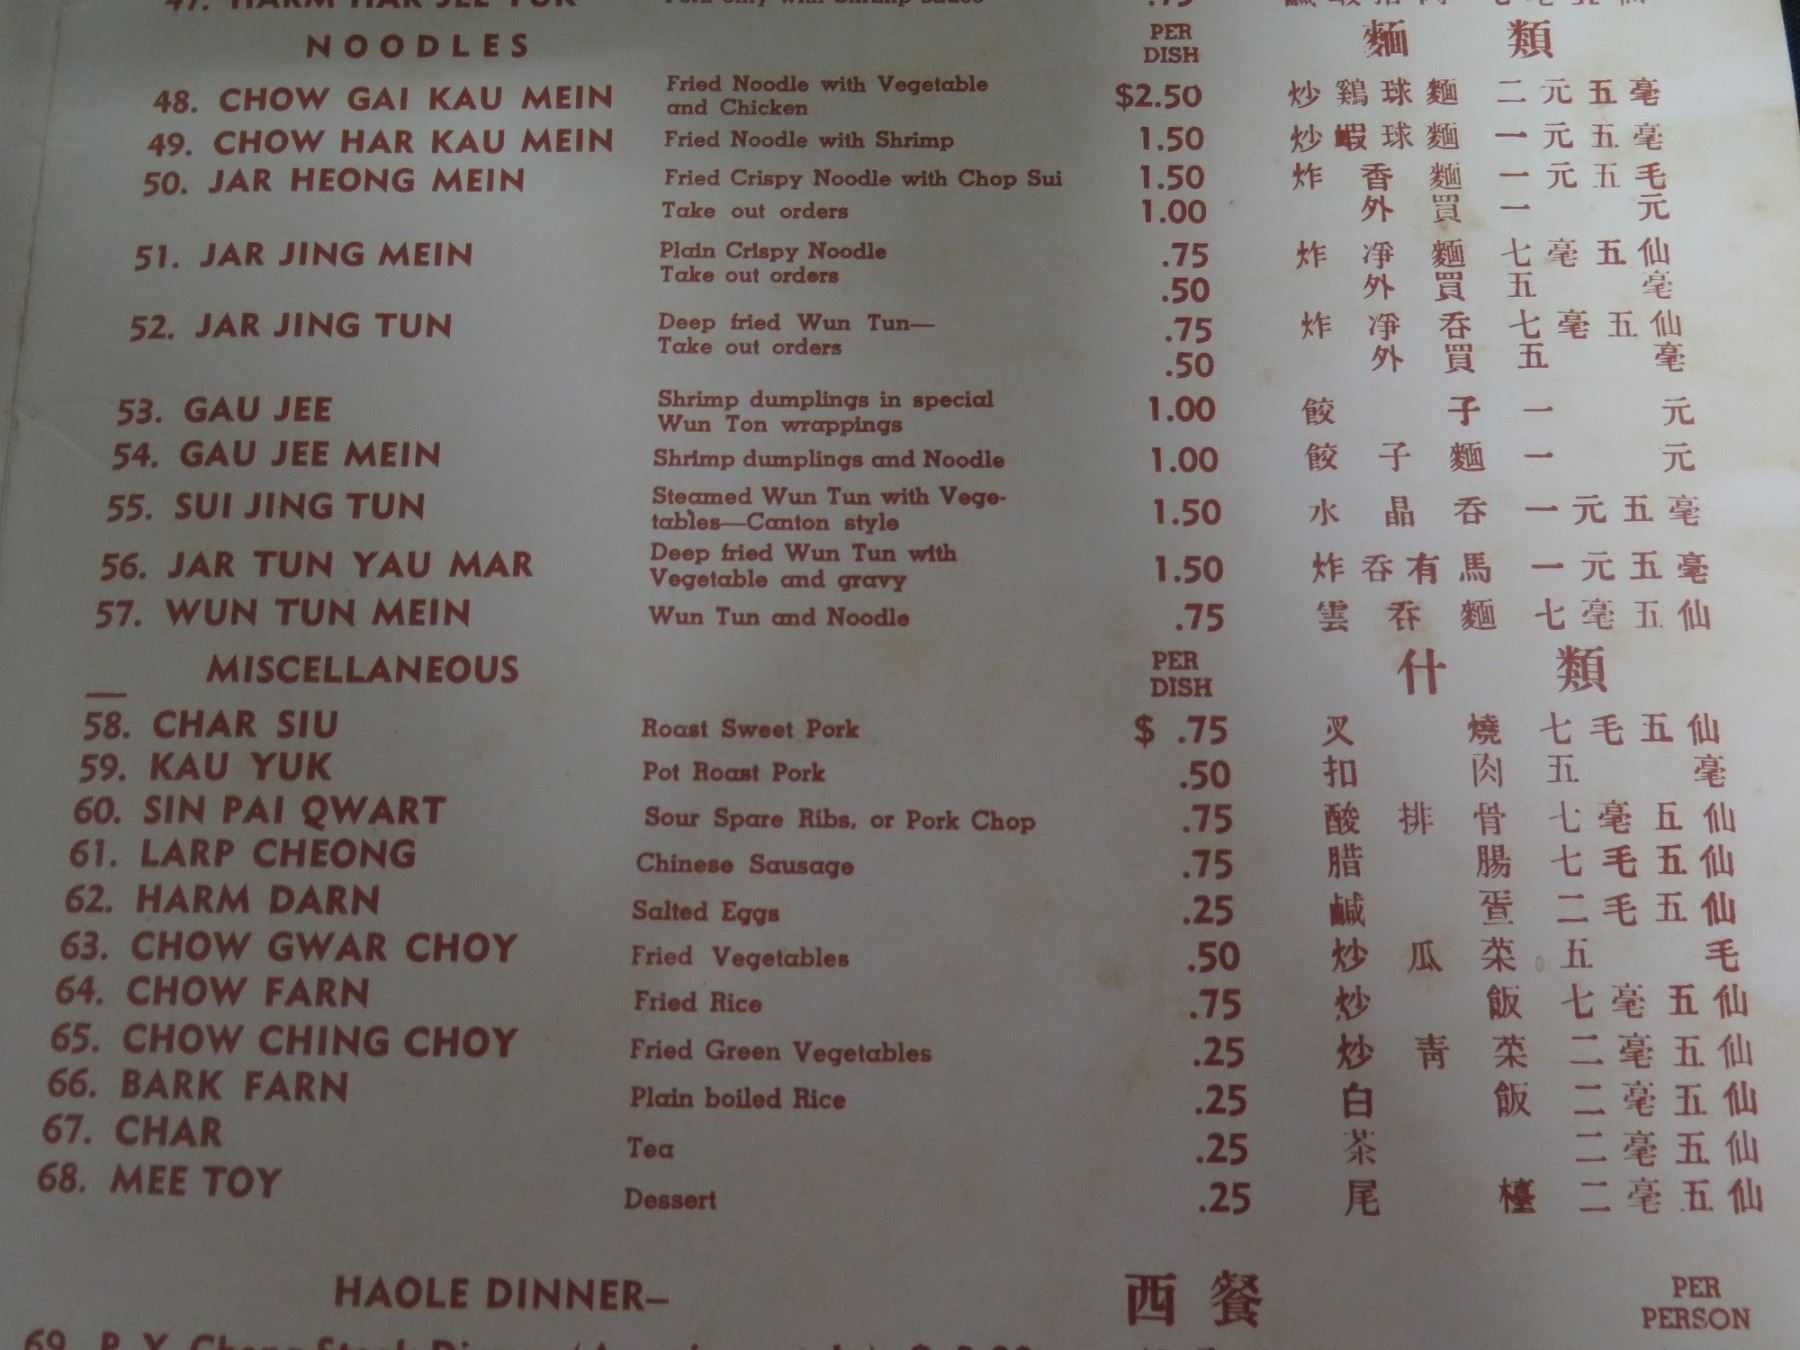 47. HARM HAR JEE YUK Pork only with Shrimp sauce .75
NOODLES PER DISH 麵類
48. CHOW GAI KAU MEIN Fried Noodle with Vegetable and Chicken $2.50 炒鷄球麵 二元五毫
49. CHOW HAR KAU MEIN Fried Noodle with Shrimp 1.50 炒蝦球麵 一元五毫
50. JAR HEONG MEIN Fried Crispy Noodle with Chop Sui 1.50 炸香麵 一元五毛
Take out orders 1.00 外買 一元
51. JAR JING MEIN Plain Crispy Noodle .75 炸凈麵 七毫五仙
Take out orders .50 外買 五毫
52. JAR JING TUN Deep fried Wun Tun— .75 炸凈呑 七毫五仙
Take out orders .50 外買 五毫
53. GAU JEE Shrimp dumplings in special Wun Ton wrappings 1.00 餃子 一元
54. GAU JEE MEIN Shrimp dumplings and Noodle 1.00 餃子麵 一元
55. SUI JING TUN Steamed Wun Tun with Vege-
tables—Canton style 1.50 水晶呑 一元五毫
56. JAR TUN YAU MAR Deep fried Wun Tun with Vegetable and gravy 1.50 炸呑有馬 一元五毫
57. WUN TUN MEIN Wun Tun and Noodle .75 雲呑麵 七毫五仙
MISCELLANEOUS PER DISH 什類
58. CHAR SIU Roast Sweet Pork $ .75 叉燒 七毛五仙
59. KAU YUK Pot Roast Pork .50 扣肉 五毫
60. SIN PAI QWART Sour Spare Ribs, or Pork Chop .75 酸排骨 七毫五仙
61. LARP CHEONG Chinese Sausage .75 腊腸 七毛五仙
62. HARM DARN Salted Eggs .25 鹹蛋 二毛五仙
63. CHOW GWAR CHOY Fried Vegetables .50 炒瓜菜 五毛
64. CHOW FARN Fried Rice .75 炒飯 七毫五仙
65. CHOW CHING CHOY Fried Green Vegetables .25 炒青菜 二毫五仙
66. BARK FARN Plain boiled Rice .25 白飯 二毫五仙
67. CHAR Tea .25 茶 二毫五仙
68. MEE TOY Dessert .25 尾檯 二毫五仙
HAOLE DINNER— 西餐 PER PERSON
69. P. Y.